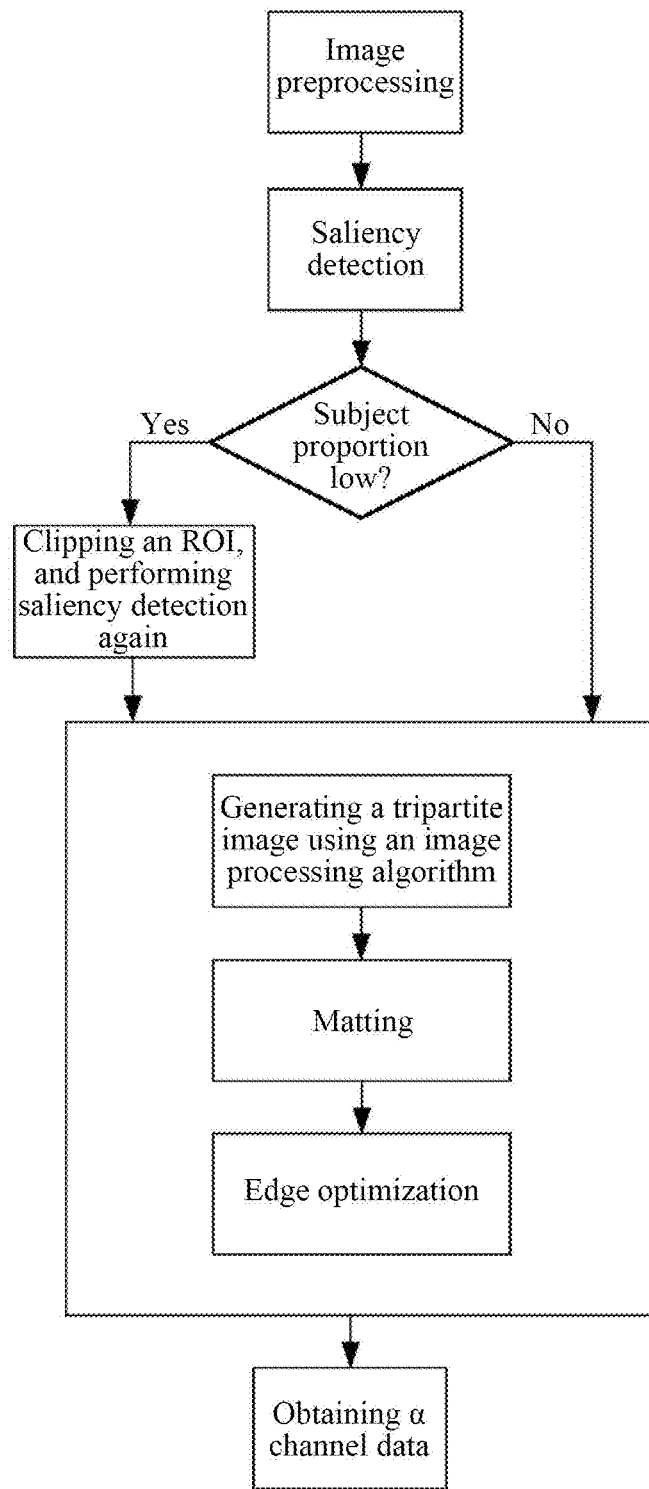 Image
preprocessing
Saliency
detection
Subject
proportion
low?
Yes
No
Clipping an ROI,
and performing
saliency detection
again
Generating a tripartite
image using an image
processing algorithm
Matting
Edge optimization
Obtaining α
channel data